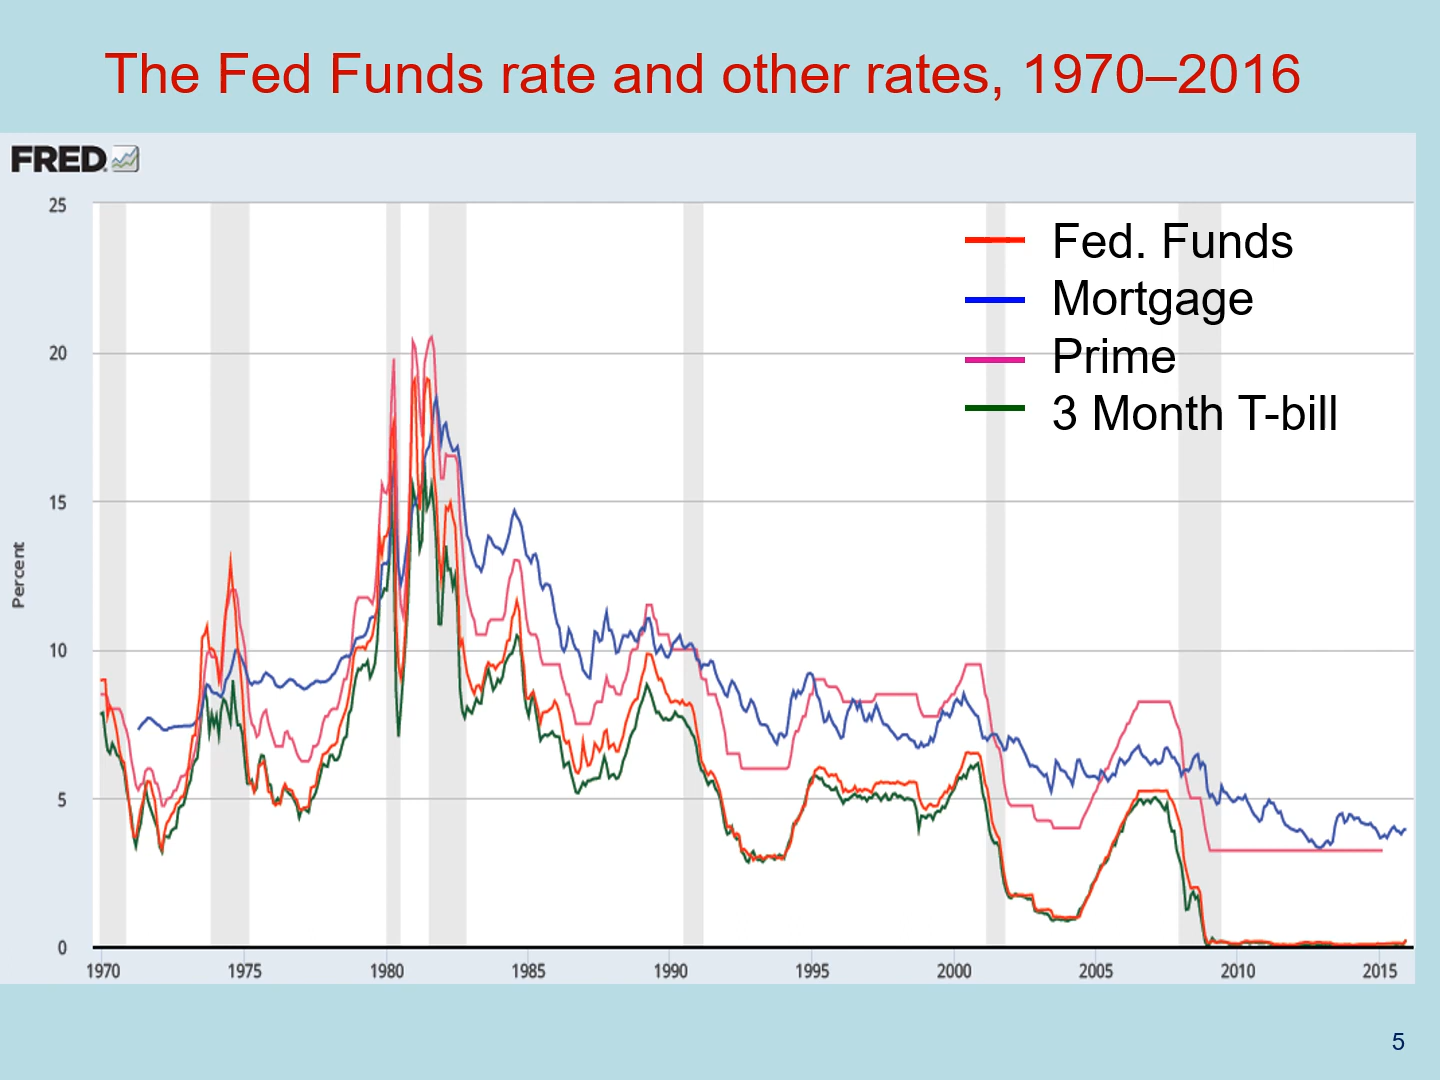 The Fed Funds rate and other rates, 1970–2016
FRED
25
20
15
10
5
0
Percent
Fed. Funds
Mortgage
Prime
3 Month T-bill
1970 1975 1980 1985 1990 1995 2000 2005 2010 2015
5